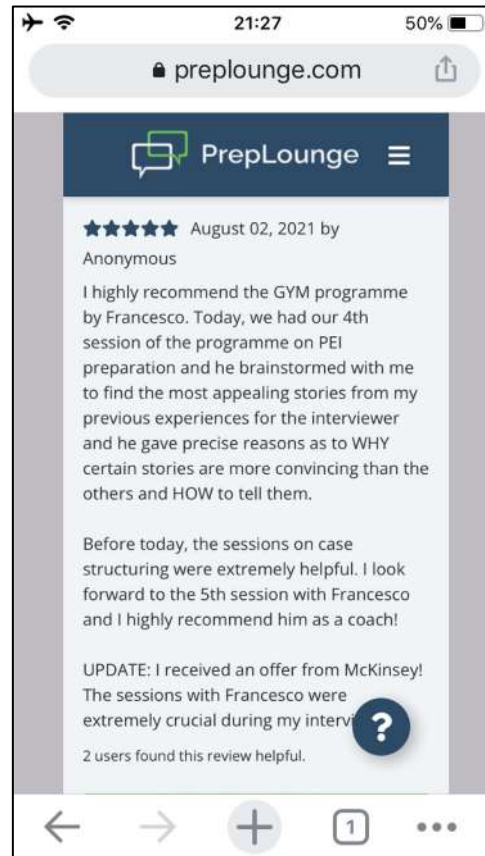 21:27
50%
preplounge.com
PrepLounge
August 02, 2021 by
Anonymous
I highly recommend the GYM programme
by Francesco. Today, we had our 4th
session of the programme on PEI
preparation and he brainstormed with me
to find the most appealing stories from my
previous experiences for the interviewer
and he gave precise reasons as to WHY
certain stories are more convincing than the
others and HOW to tell them.
Before today, the sessions on case
structuring were extremely helpful. I look
forward to the 5th session with Francesco
and I highly recommend him as a coach!
UPDATE: I received an offer from McKinsey!
The sessions with Francesco were
extremely crucial during my
?
2 users found this review helpful.
1